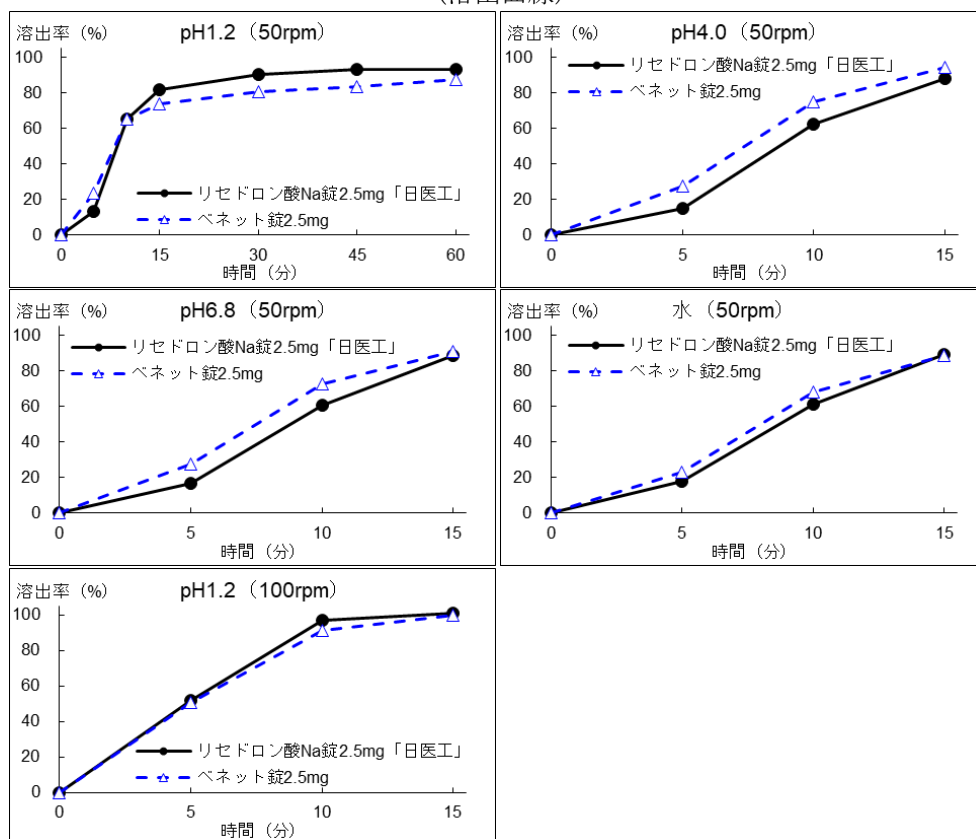 溶出率 (%) pH1.2（50rpm）
100
80
60
40
20
0
リセドロン酸Na錠2.5mg「日医工」
ベネット錠2.5mg
0 15 30 45 60
時間（分）
溶出率 (%) pH4.0（50rpm）
100
80
60
40
20
0
リセドロン酸Na錠2.5mg「日医工」
ベネット錠2.5mg
0 5 10 15
時間（分）
溶出率 (%) pH6.8（50rpm）
100
80
60
40
20
0
リセドロン酸Na錠2.5mg「日医工」
ベネット錠2.5mg
0 5 10 15
時間（分）
溶出率 (%) 水（50rpm）
100
80
60
40
20
0
リセドロン酸Na錠2.5mg「日医工」
ベネット錠2.5mg
0 5 10 15
時間（分）
溶出率 (%) pH1.2（100rpm）
100
80
60
40
20
0
リセドロン酸Na錠2.5mg「日医工」
ベネット錠2.5mg
0 5 10 15
時間（分）